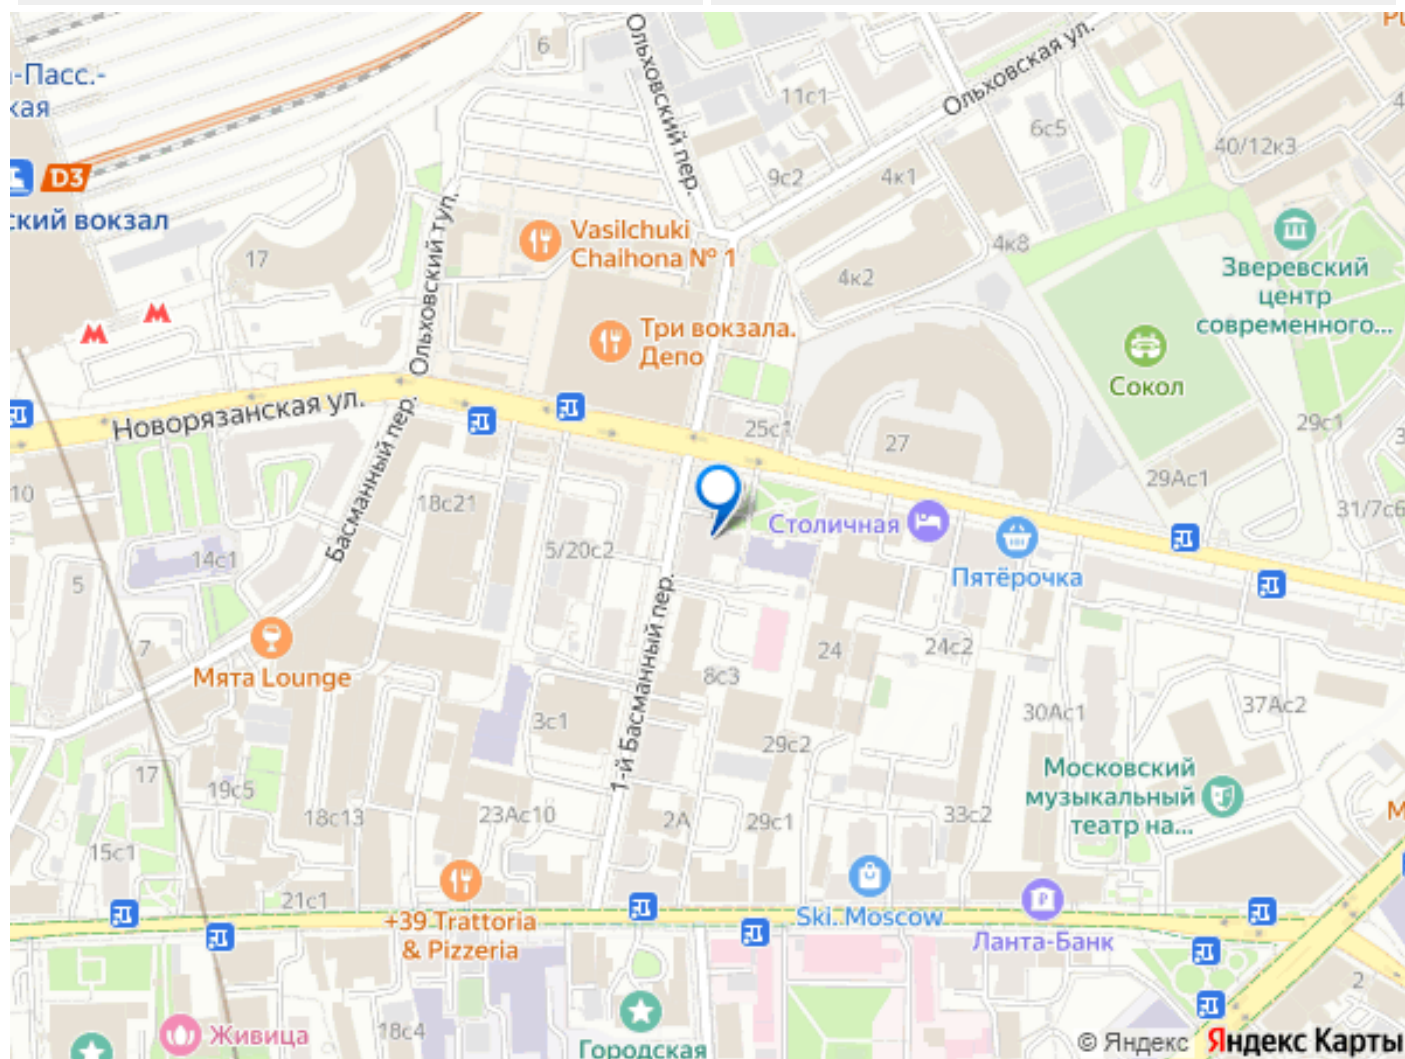 6
Ольховский пер.
Ольховская ул.
-Пасс.-
11с1
6с5
40/12к3
9с2
4к1
D3
ский вокзал
Ольховский туп.
Vasilchuki
Chaihona № 1
17
4к8
4к2
Зверевский
центр
современного...
Три вокзала.
Депо
Сокол
Новорязанская ул.
25с1
27
29с1
29Ас1
31/7с6
10
Басманный пер.
18с21
Столичная
Пятёрочка
14с1
5/20с2
5
7
1-й Басманный пер.
Мята Lounge
24
24с2
8с3
3с1
30Ас1
37Ас2
29с2
17
19с5
18с13
23Ас10
2А
29с1
33с2
Московский
музыкальный
театр на...
15с1
21с1
+39 Trattoria
& Pizzeria
Ski..Moscow
Ланта-Банк
2
Живица
18с4
Городская
© Яндекс Яндекс Карты